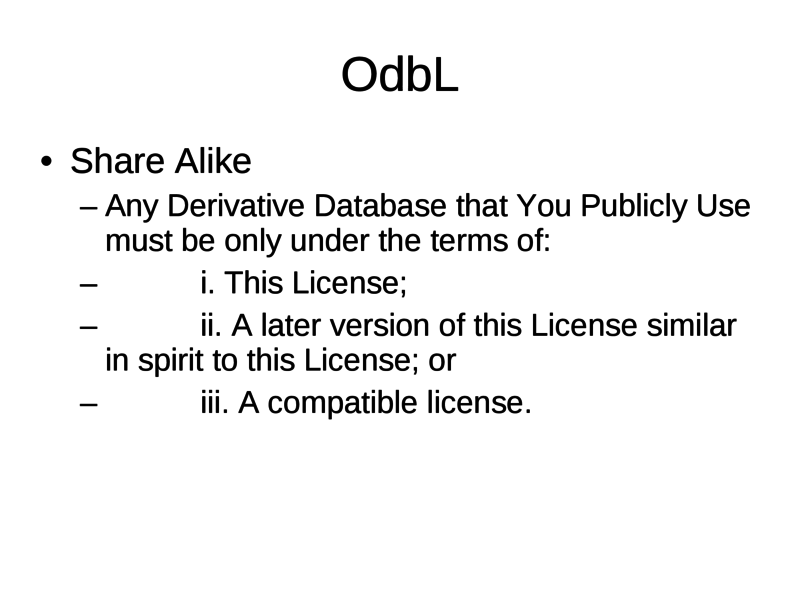 OdbL
• Share Alike
– Any Derivative Database that You Publicly Use
must be only under the terms of:
– i. This License;
– ii. A later version of this License similar
in spirit to this License; or
– iii. A compatible license.